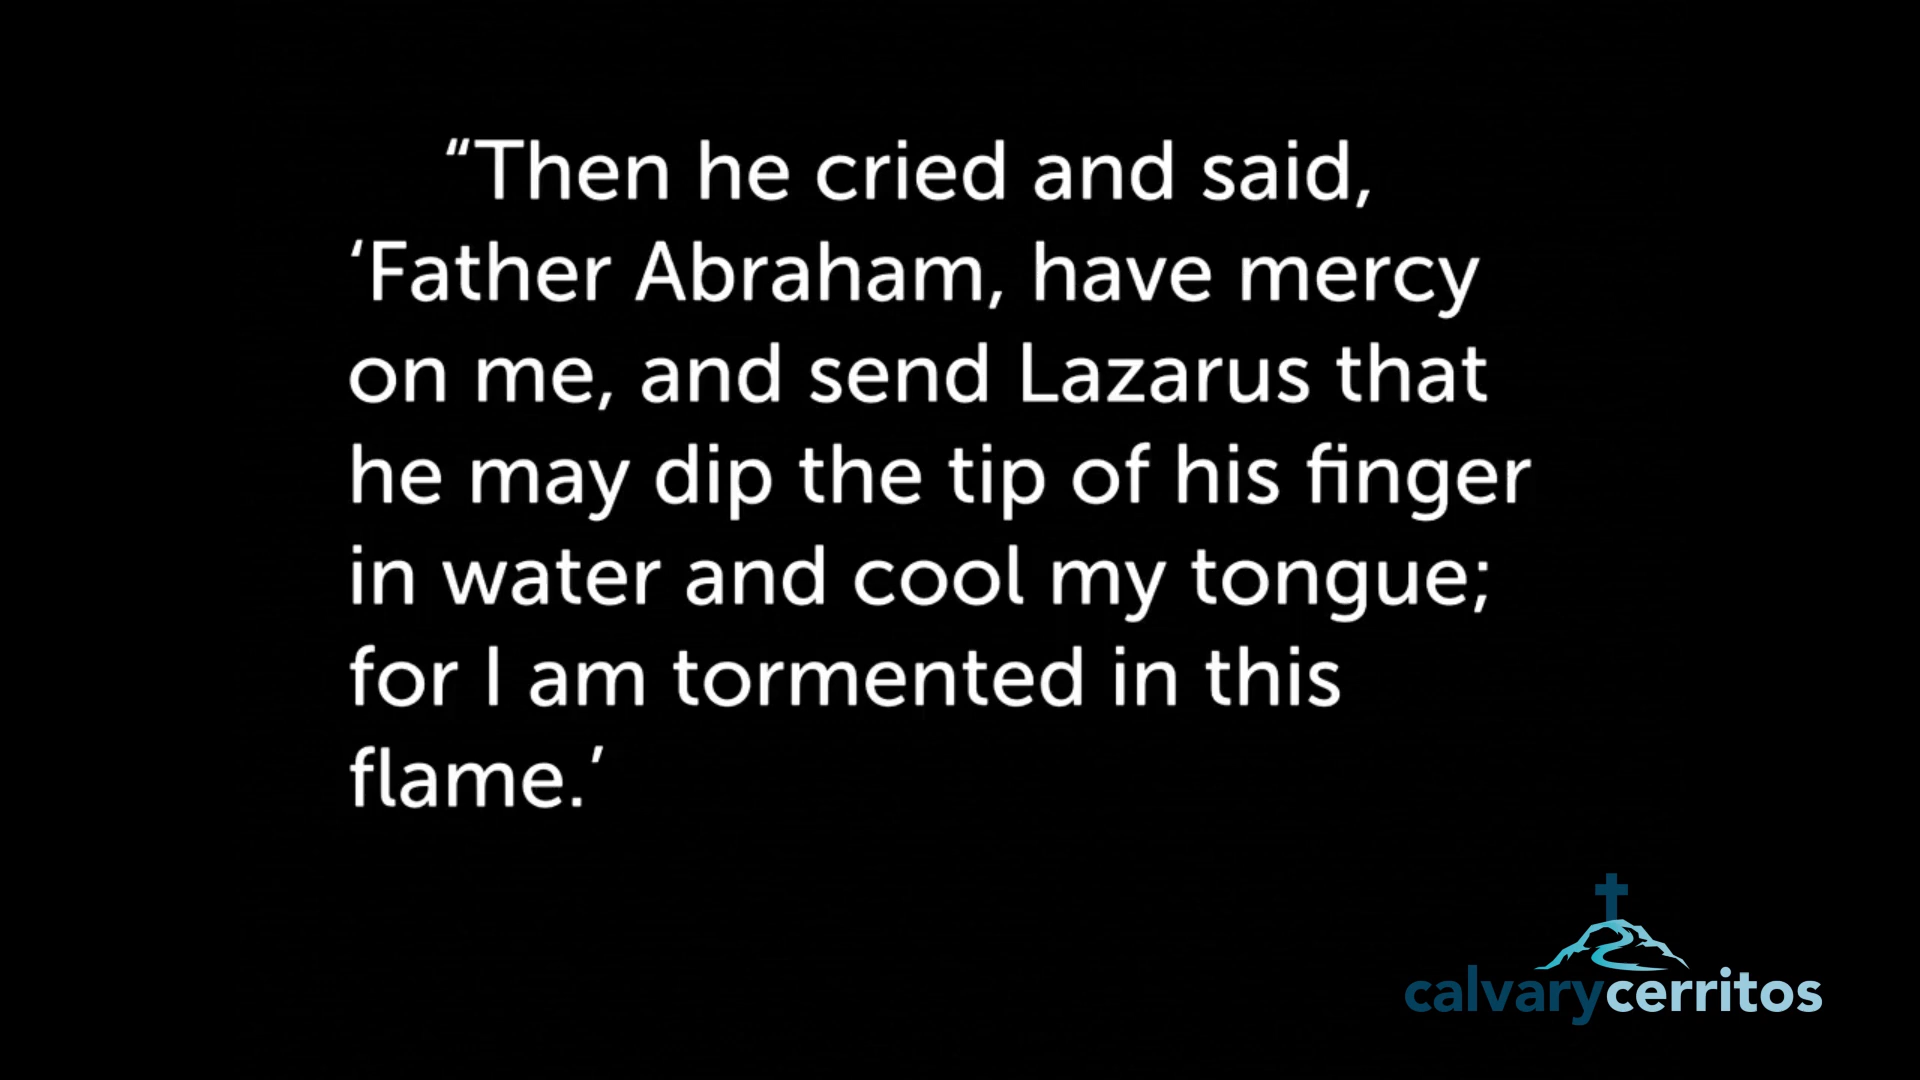 “Then he cried and said,
‘Father Abraham, have mercy
on me, and send Lazarus that
he may dip the tip of his finger
in water and cool my tongue;
for I am tormented in this
flame.’
calvarycerritos